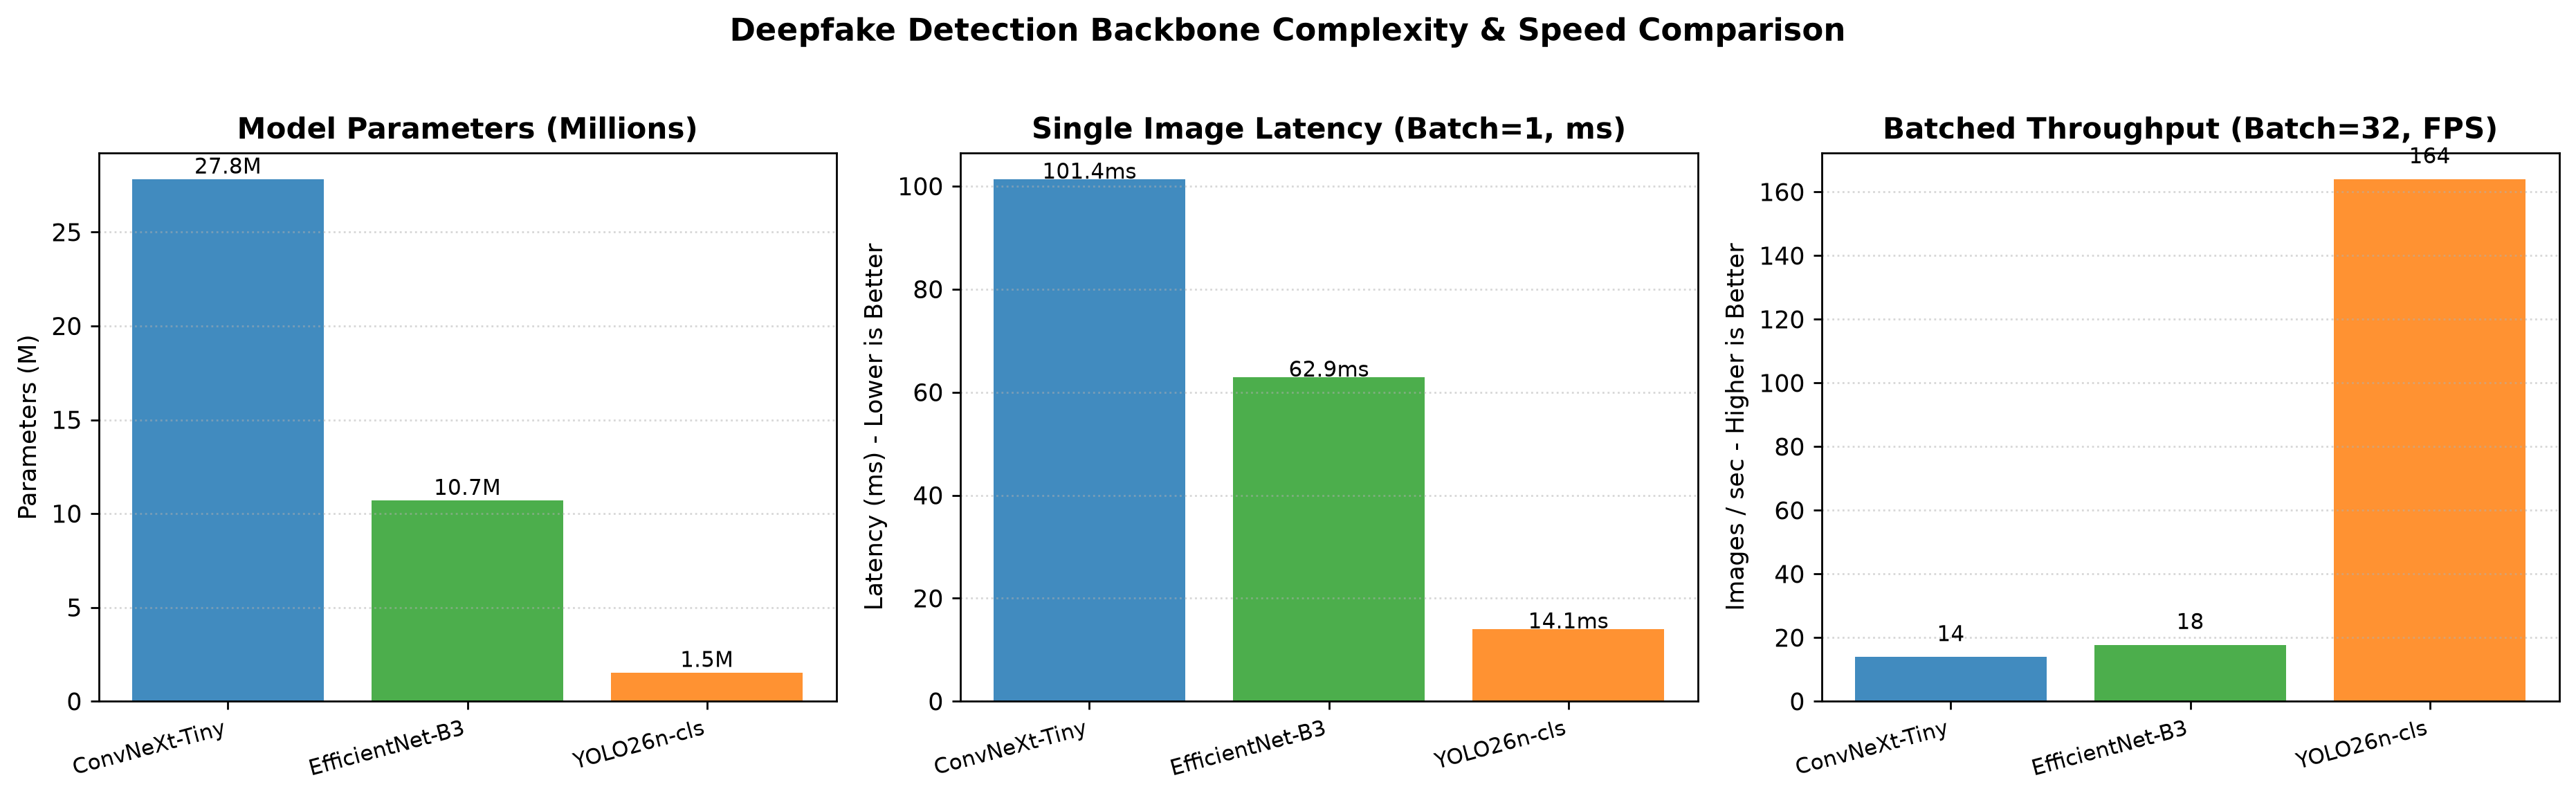 Deepfake Detection Backbone Complexity & Speed Comparison
Model Parameters (Millions)
Parameters (M)
25
20
15
10
5
0
27.8M
10.7M
1.5M
ConvNeXt-Tiny
EfficientNet-B3
YOLO26n-cls
Single Image Latency (Batch=1, ms)
Latency (ms) - Lower is Better
100
80
60
40
20
0
101.4ms
62.9ms
14.1ms
ConvNeXt-Tiny
EfficientNet-B3
YOLO26n-cls
Batched Throughput (Batch=32, FPS)
Images / sec - Higher is Better
160
140
120
100
80
60
40
20
0
14
18
164
ConvNeXt-Tiny
EfficientNet-B3
YOLO26n-cls